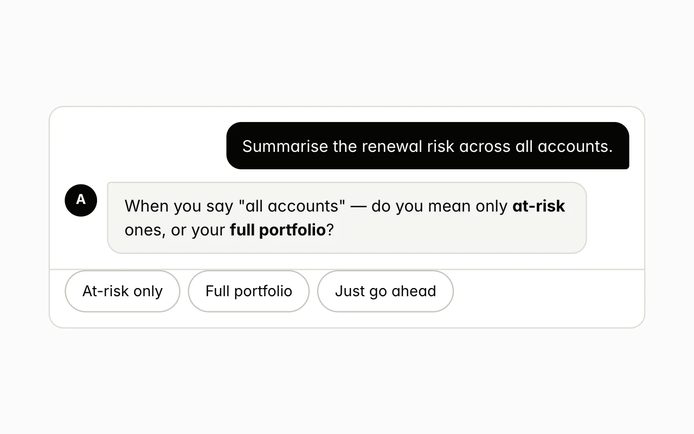 Summarise the renewal risk across all accounts.
A
When you say "all accounts" — do you mean only at-risk
ones, or your full portfolio?
At-risk only
Full portfolio
Just go ahead